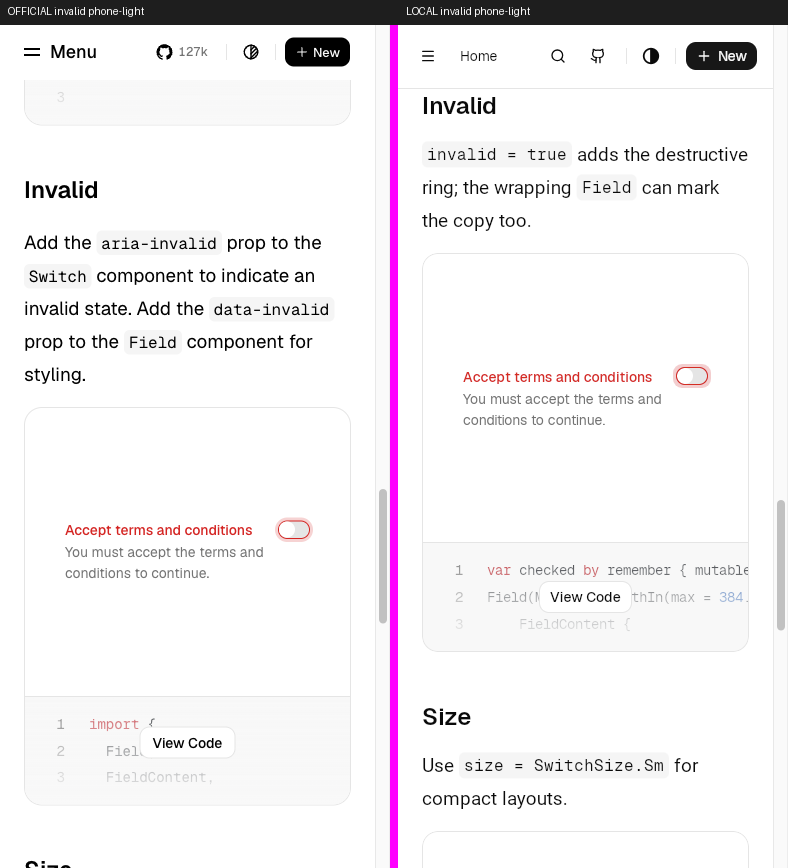 OFFICIAL invalid phone-light
Menu
127k
New
3
Invalid
Add the aria-invalid prop to the
Switch component to indicate an
invalid state. Add the data-invalid
prop to the Field component for
styling.
Accept terms and conditions
You must accept the terms and
conditions to continue.
1 import {
2 Fiel
View Code
3 FieldContent,
Size
LOCAL invalid phone-light
Home
New
Invalid
invalid = true adds the destructive
ring; the wrapping Field can mark
the copy too.
Accept terms and conditions
You must accept the terms and
conditions to continue.
1 var checked by remember { mutable
2 Field(M thIn(max = 384.
View Code
3 FieldContent {
Size
Use size = SwitchSize.Sm for
compact layouts.